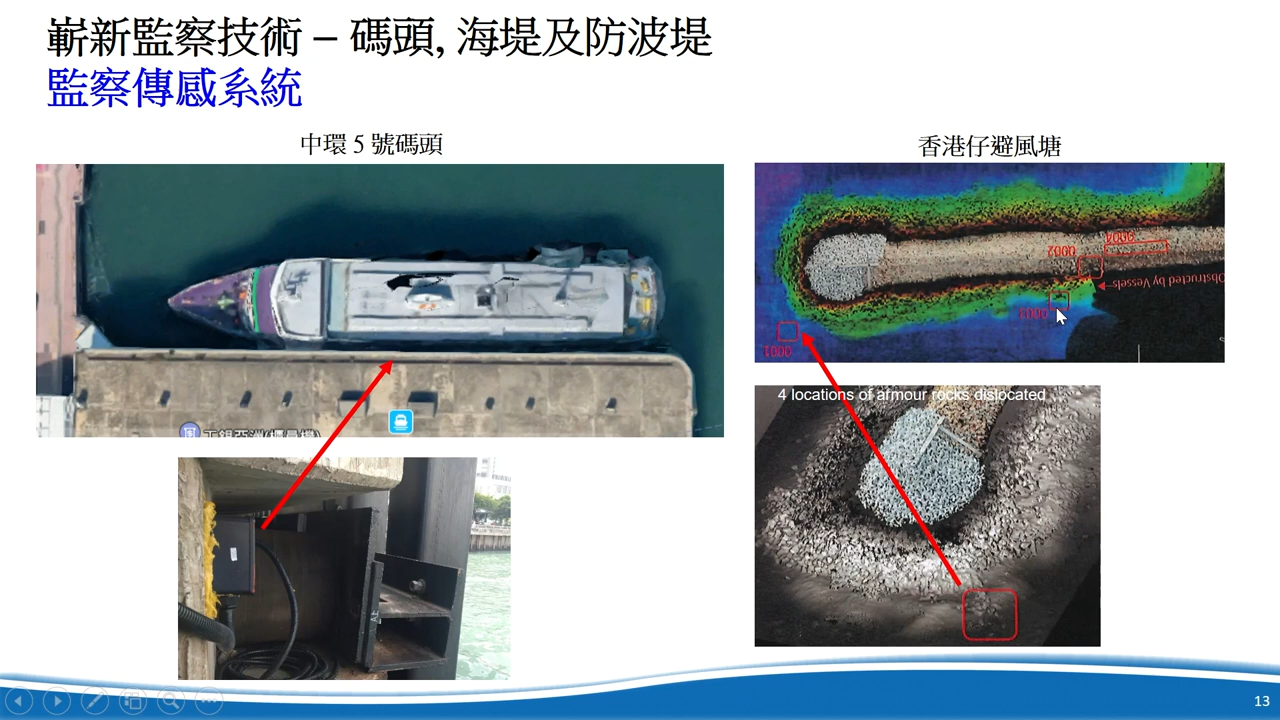 嶄新監察技術 – 碼頭, 海堤及防波堤
監察傳感系統
中環 5 號碼頭
香港仔避風塘
0002
0004
Obstructed by Vessels
0003
0001
4 locations of armour rocks dislocated
13